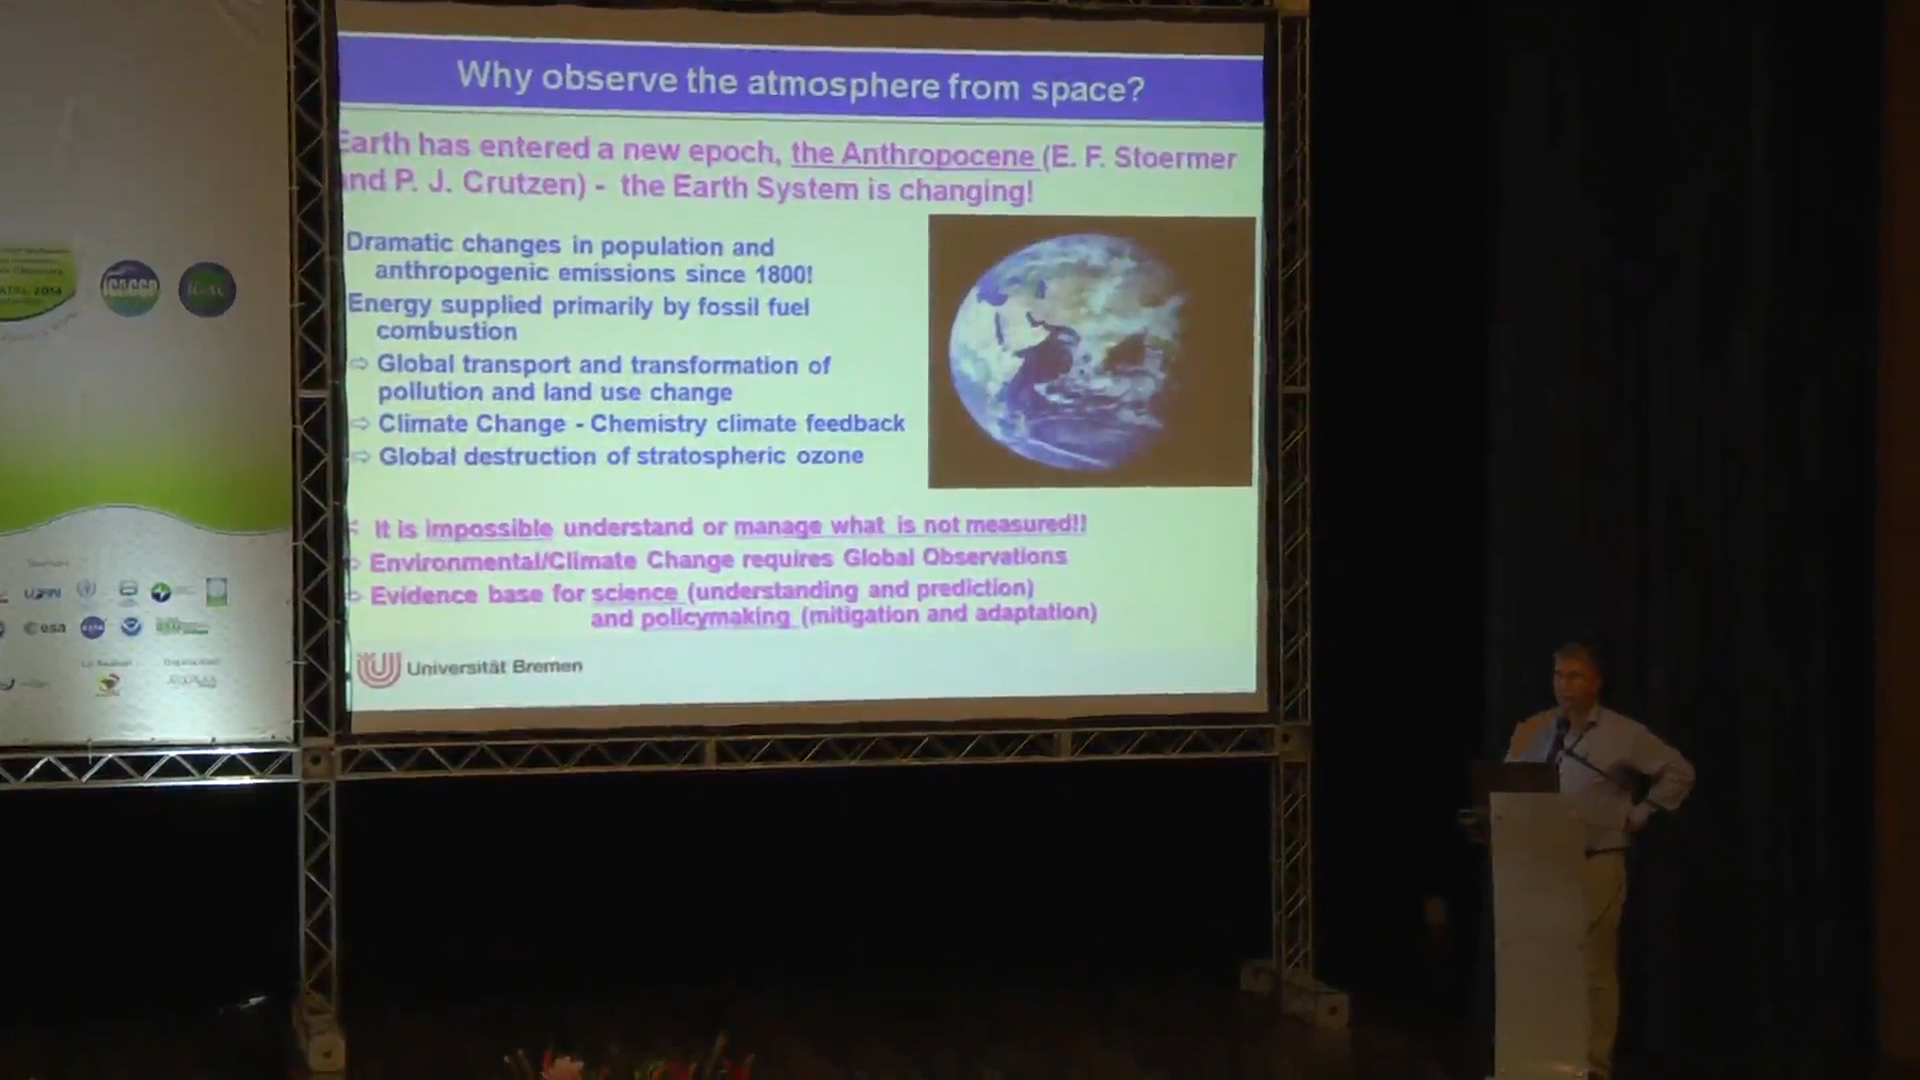 Why observe the atmosphere from space?
Earth has entered a new epoch, the Anthropocene (E. F. Stoermer
and P. J. Crutzen) - the Earth System is changing!
Dramatic changes in population and
anthropogenic emissions since 1800!
Energy supplied primarily by fossil fuel
combustion
⇨ Global transport and transformation of
pollution and land use change
⇨ Climate Change - Chemistry climate feedback
⇨ Global destruction of stratospheric ozone
It is impossible understand or manage what is not measured!!
Environmental/Climate Change requires Global Observations
Evidence base for science (understanding and prediction)
and policymaking (mitigation and adaptation)
Universität Bremen
esa